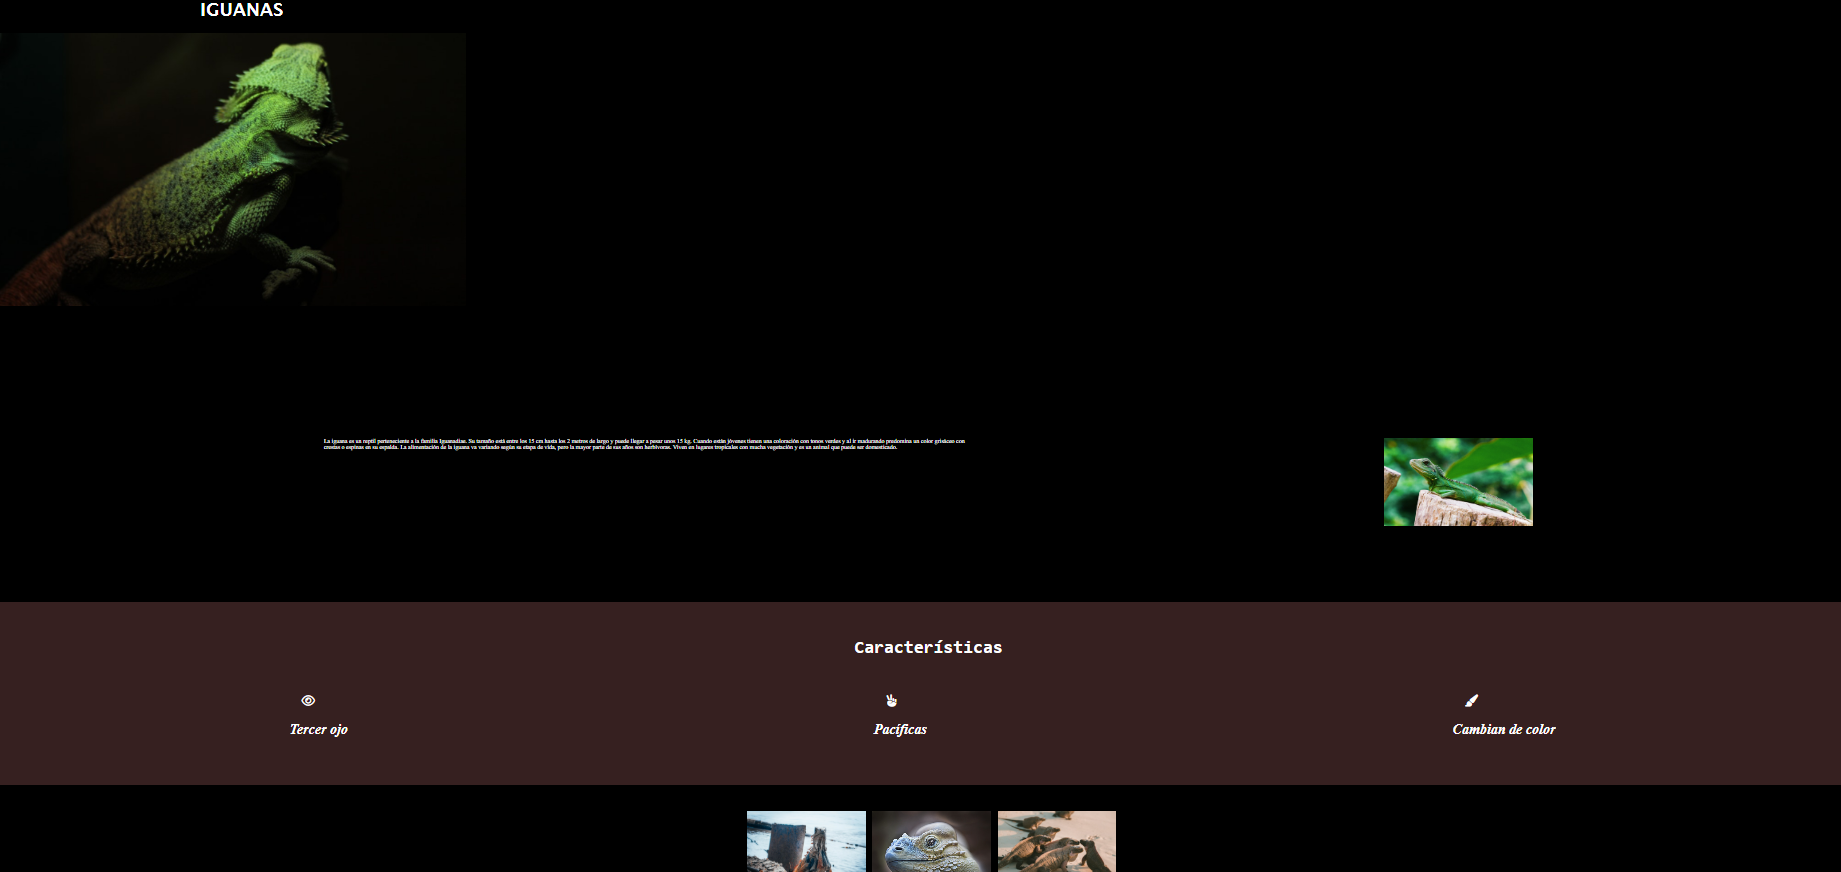 IGUANAS
La iguana es un reptil perteneciente a la familia Iguanadiae. Su tamaño está entre los 15 cm hasta los 2 metros de largo y puede llegar a pesar unos 15 kg. Cuando están jóvenes tienen una coloración con tonos verdes y al ir madurando predomina un color grisáceo con
crestas o espinas en su espalda. La alimentación de la iguana va variando según su etapa de vida, pero la mayor parte de sus años son herbívoras. Viven en lugares tropicales con mucha vegetación y es un animal que puede ser domesticado.
Características
Tercer ojo
Pacíficas
Cambian de color